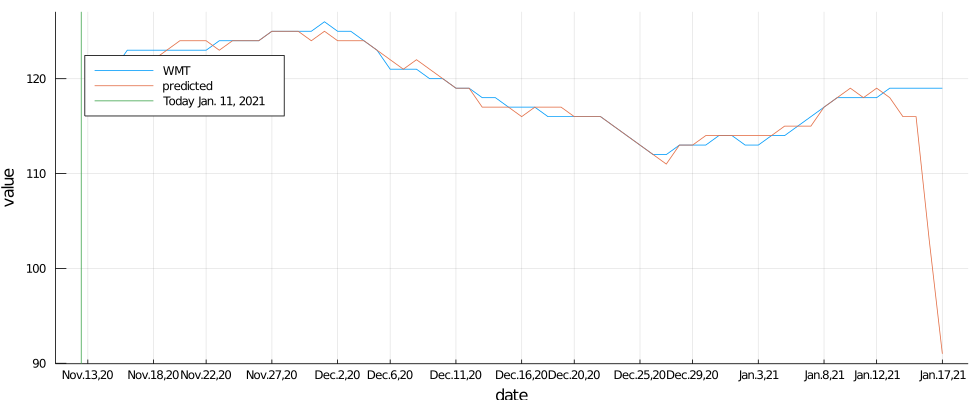 120
110
100
90
value
WMT
predicted
Today Jan. 11, 2021
Nov.13,20 Nov.18,20 Nov.22,20 Nov.27,20 Dec.2,20 Dec.6,20 Dec.11,20 Dec.16,20 Dec.20,20 Dec.25,20 Dec.29,20 Jan.3,21 Jan.8,21 Jan.12,21 Jan.17,21
date